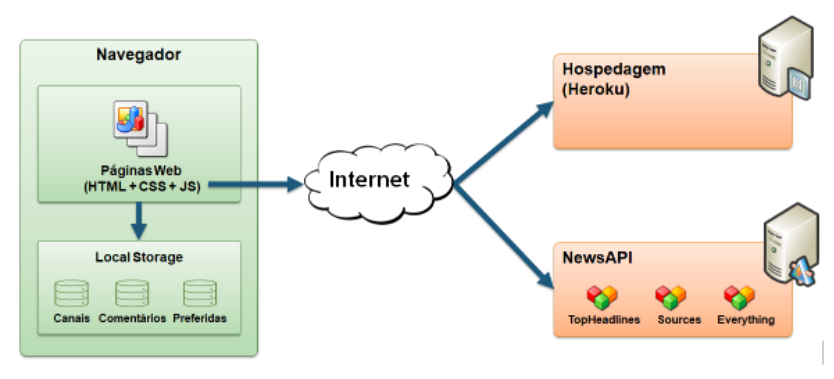 Navegador
Páginas Web
(HTML + CSS + JS)
Local Storage
Canais Comentários Preferidas
Internet
Hospedagem
(Heroku)
NewsAPI
TopHeadlines Sources Everything